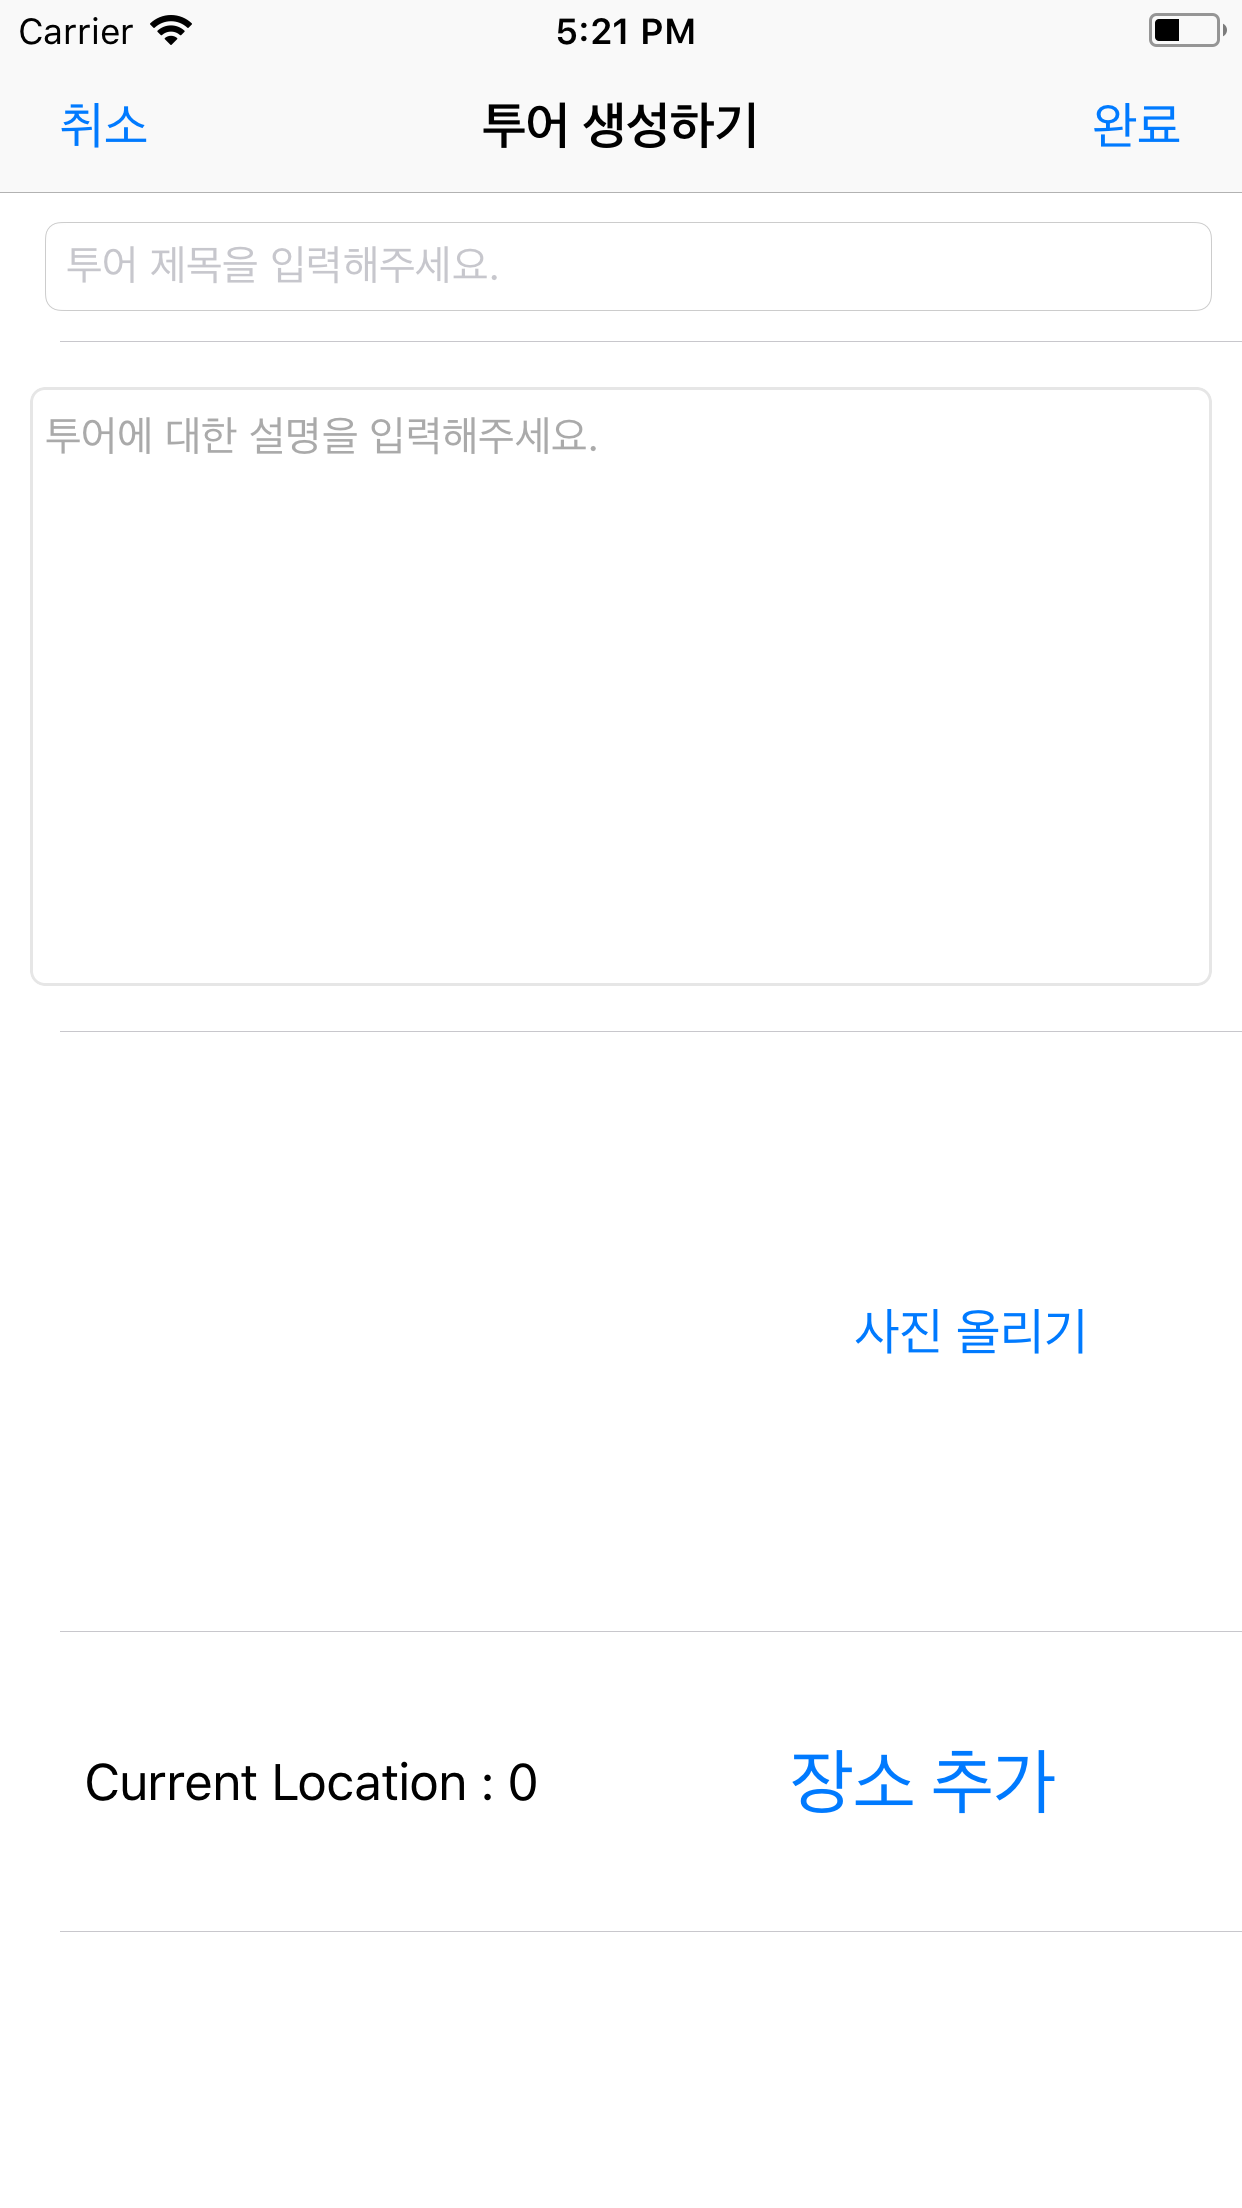 Carrier 5:21 PM
취소 투어 생성하기 완료
투어 제목을 입력해주세요.
투어에 대한 설명을 입력해주세요.
사진 올리기
Current Location : 0 장소 추가